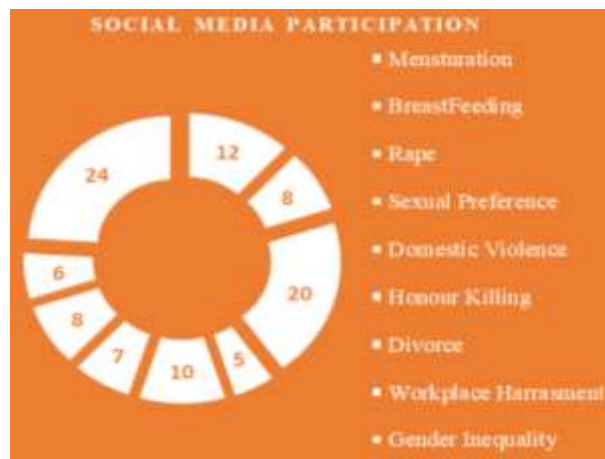 SOCIAL MEDIA PARTICIPATION
Mensturation
BreastFeeding
Rape
Sexual Preference
Domestic Violence
Honour Killing
Divorce
Workplace Harrasment
Gender Inequality
12
8
20
5
10
7
8
6
24